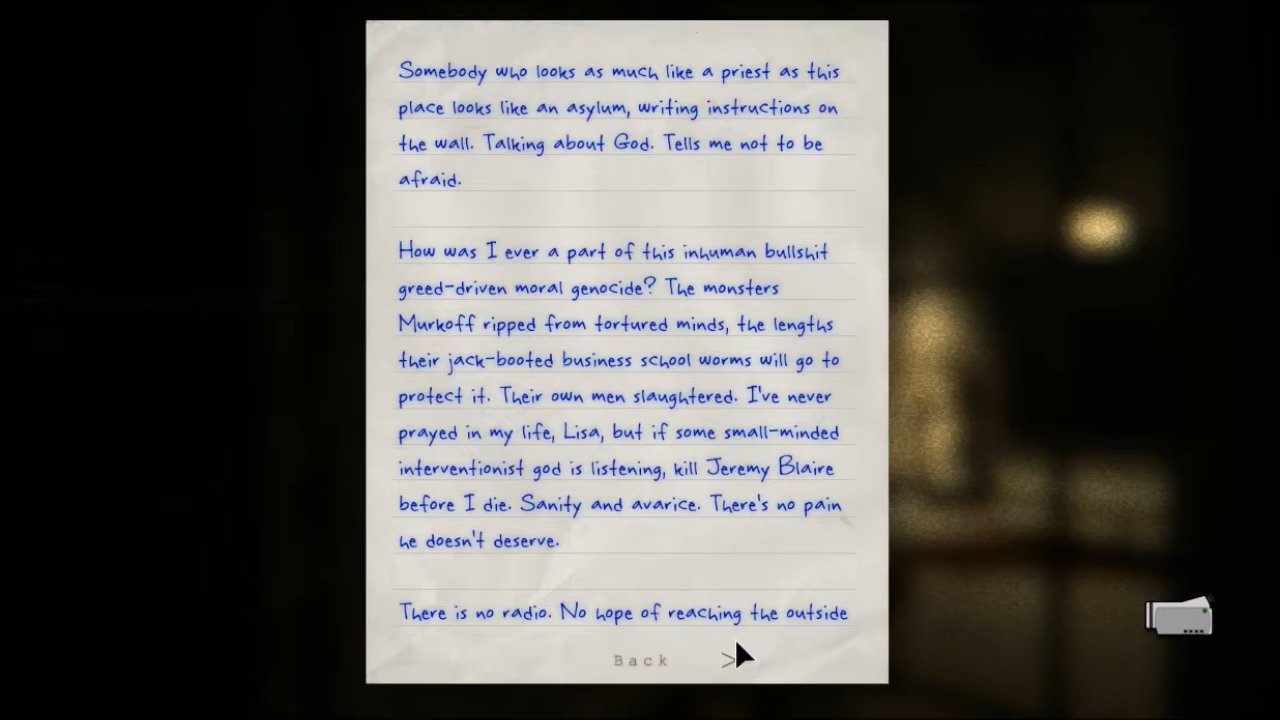 Somebody who looks as much like a priest as this
place looks like an asylum, writing instructions on
the wall. Talking about God. Tells me not to be
afraid.
How was I ever a part of this inhuman bullshit
greed-driven moral genocide? The monsters
Murkoff ripped from tortured minds, the lengths
their jack-booted business school worms will go to
protect it. Their own men slaughtered. I've never
prayed in my life, Lisa, but if some small-minded
interventionist god is listening, kill Jeremy Blaire
before I die. Sanity and avarice. There's no pain
he doesn't deserve.
There is no radio. No hope of reaching the outside
Back >